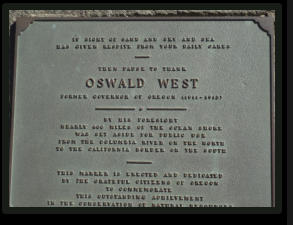 IF SIGHT OF SAND AND SKY AND SEA
HAS GIVEN RESPITE FROM YOUR DAILY CARES
THEN PAUSE TO THANK
OSWALD WEST
FORMER GOVERNOR OF OREGON (1911-1915)
BY HIS FORESIGHT
NEARLY 400 MILES OF THE OCEAN SHORE
WAS SET ASIDE FOR PUBLIC USE
FROM THE COLUMBIA RIVER ON THE NORTH
TO THE CALIFORNIA BORDER ON THE SOUTH
THIS MARKER IS ERECTED AND DEDICATED
BY THE GRATEFUL CITIZENS OF OREGON
TO COMMEMORATE
THIS OUTSTANDING ACHIEVEMENT
IN THE CONSERVATION OF NATURAL RESOURCES